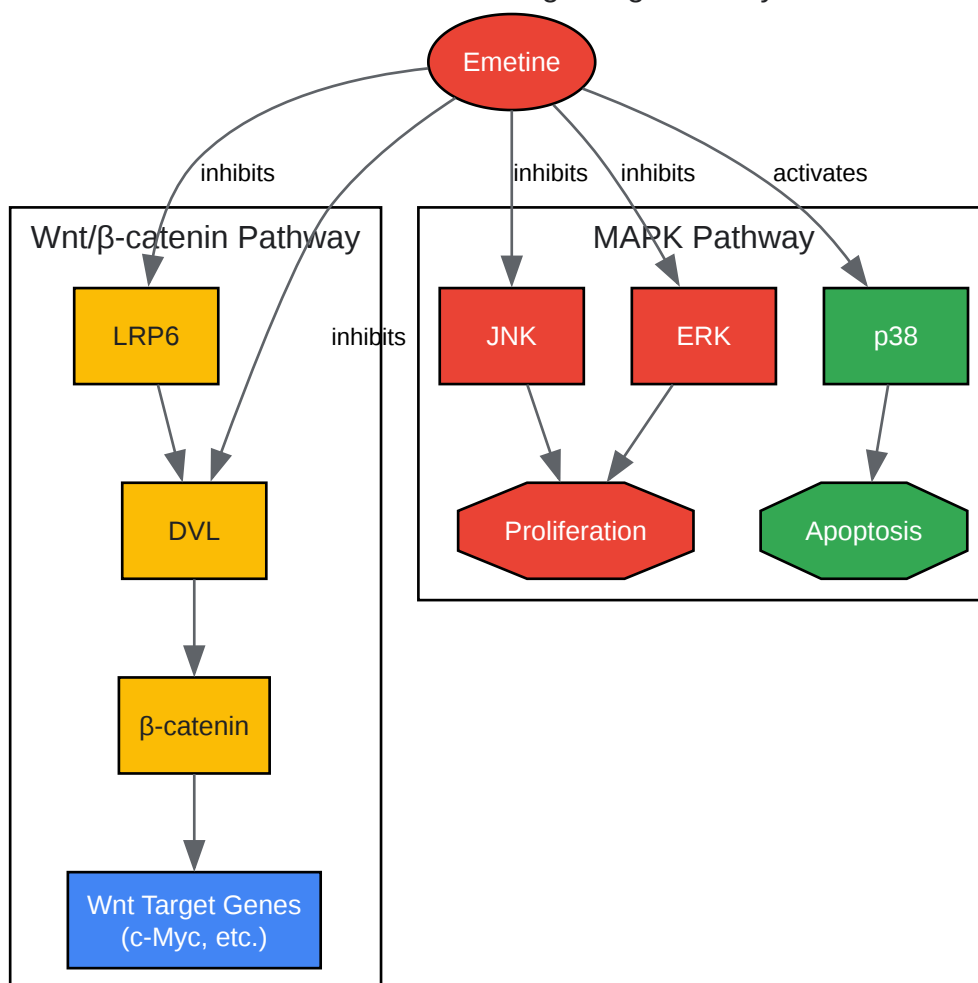 Emetine
inhibits
inhibits
inhibits
activates
Wnt/β-catenin Pathway
MAPK Pathway
LRP6
inhibits
JNK
ERK
p38
DVL
Proliferation
Apoptosis
β-catenin
Wnt Target Genes
(c-Myc, etc.)